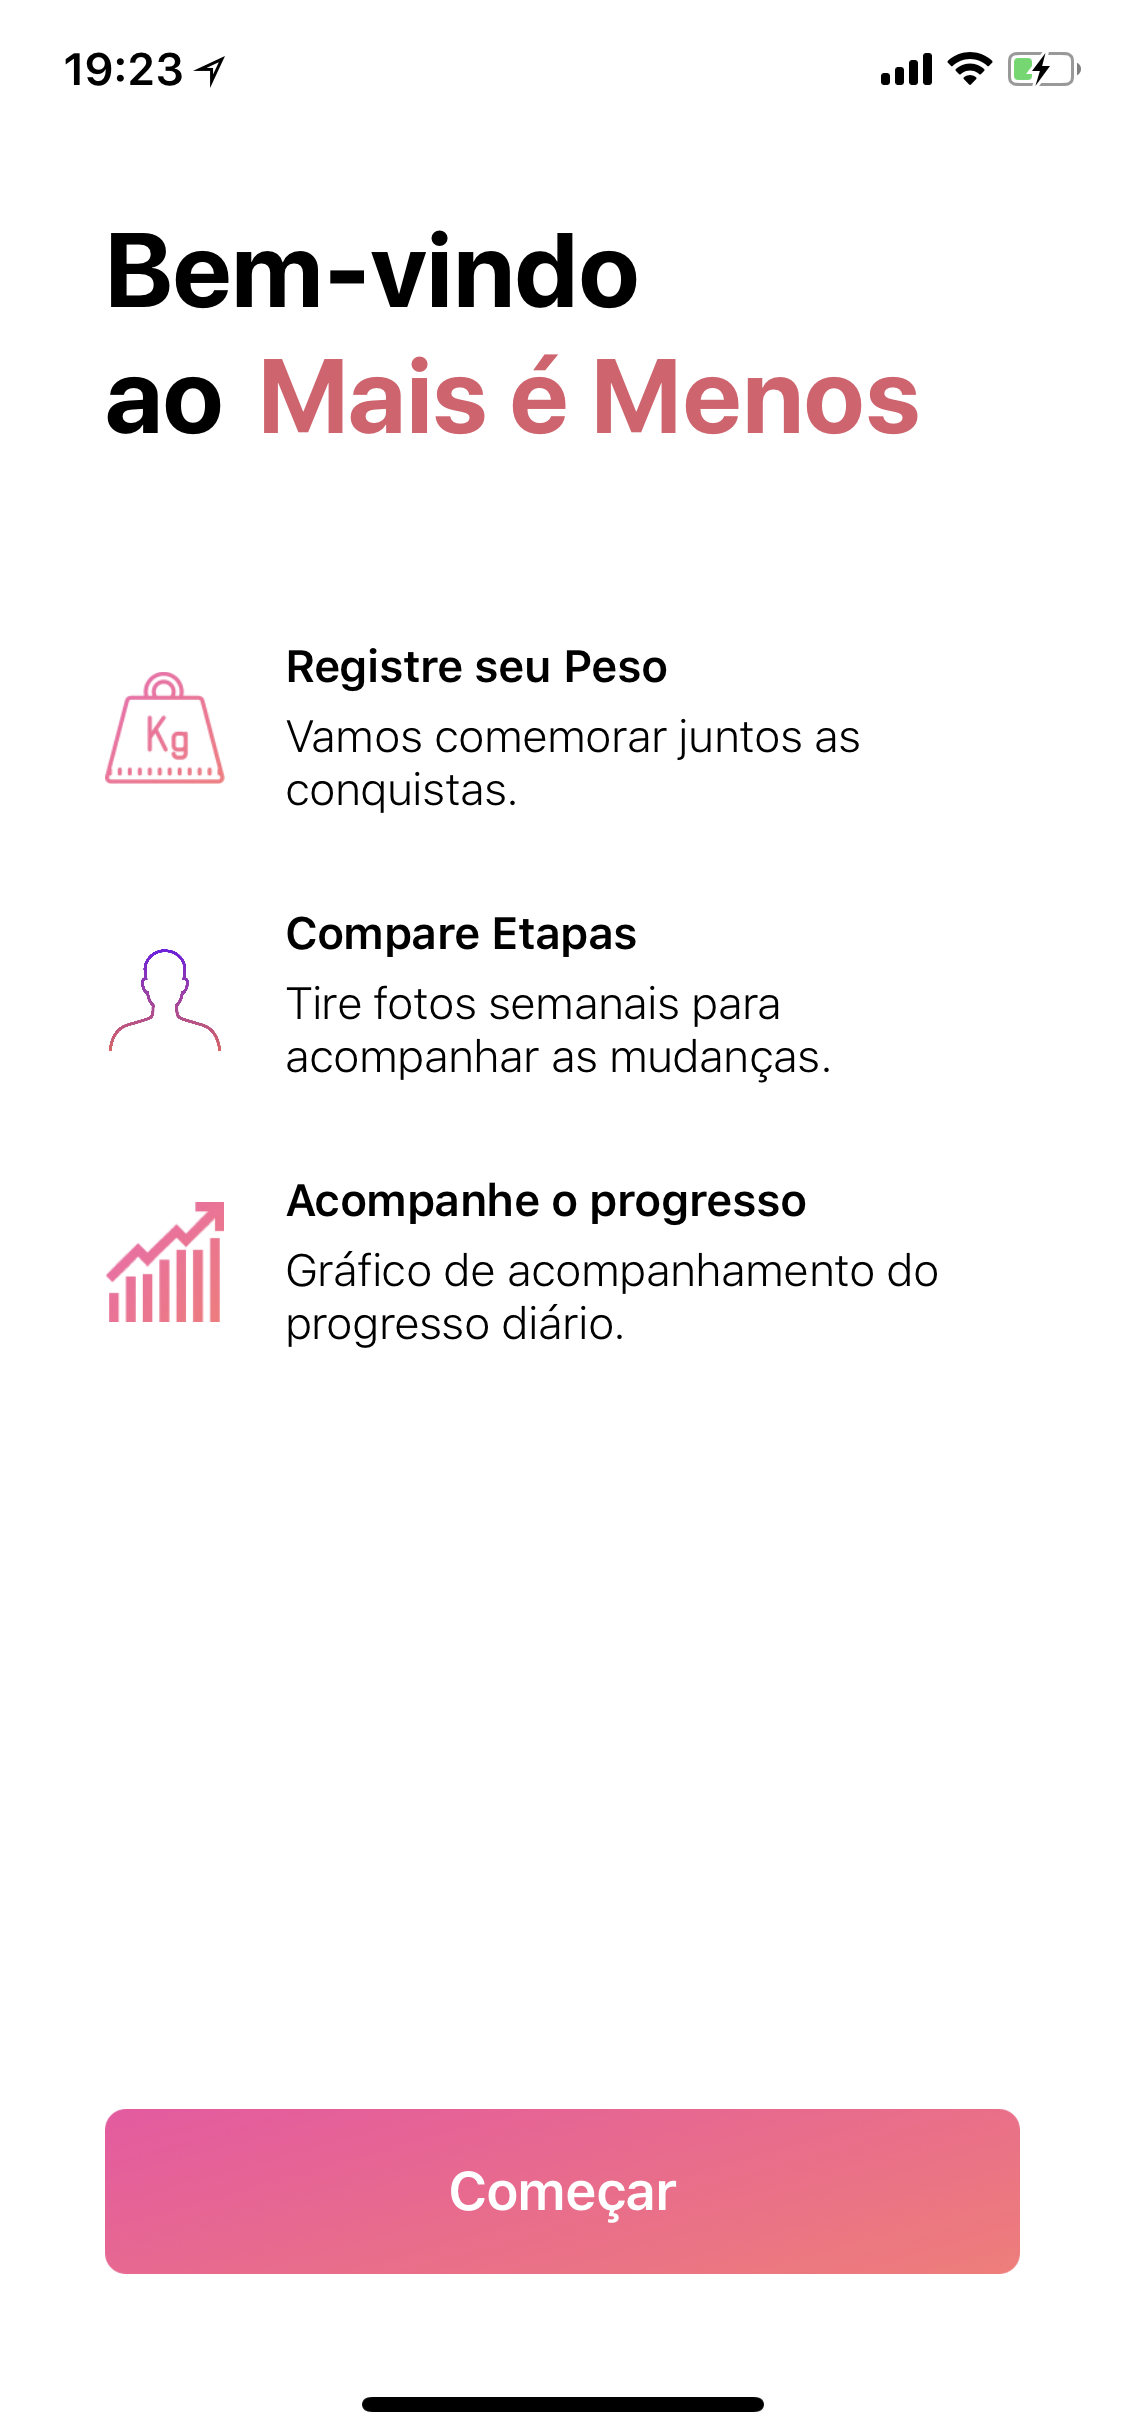 19:23
Bem-vindo
ao Mais é Menos
Kg
Registre seu Peso
Vamos comemorar juntos as
conquistas.
Compare Etapas
Tire fotos semanais para
acompanhar as mudanças.
Acompanhe o progresso
Gráfico de acompanhamento do
progresso diário.
Começar